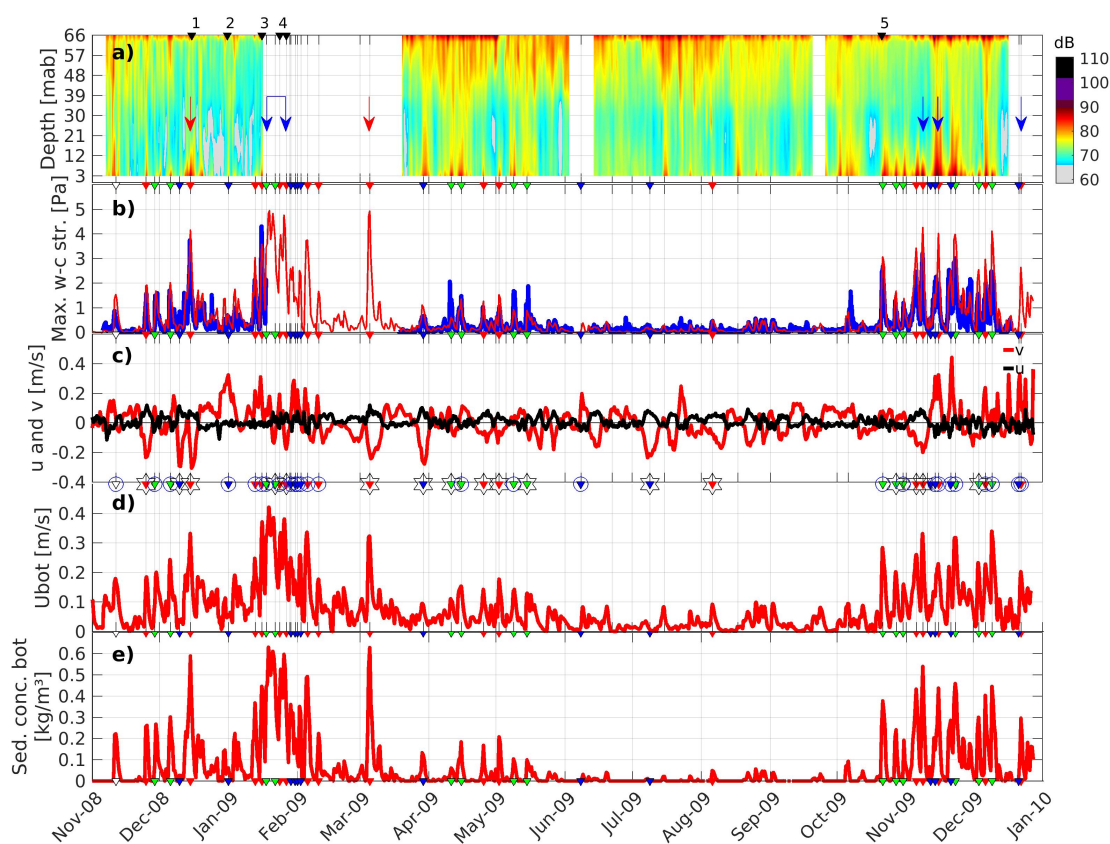 1 2 3 4 5
a)
Depth [mab]
66
57
48
39
30
21
12
3
dB
110
100
90
80
70
60
b)
Max. w-c str. [Pa]
5
4
3
2
1
0
c)
u and v [m/s]
0.4
0.2
0
-0.2
-0.4
v
u
d)
Ubot [m/s]
0.4
0.3
0.2
0.1
0
e)
Sed. conc. bot
[kg/m³]
0.6
0.5
0.4
0.3
0.2
0.1
0
Nov-08 Dec-08 Jan-09 Feb-09 Mar-09 Apr-09 May-09 Jun-09 Jul-09 Aug-09 Sep-09 Oct-09 Nov-09 Dec-09 Jan-10